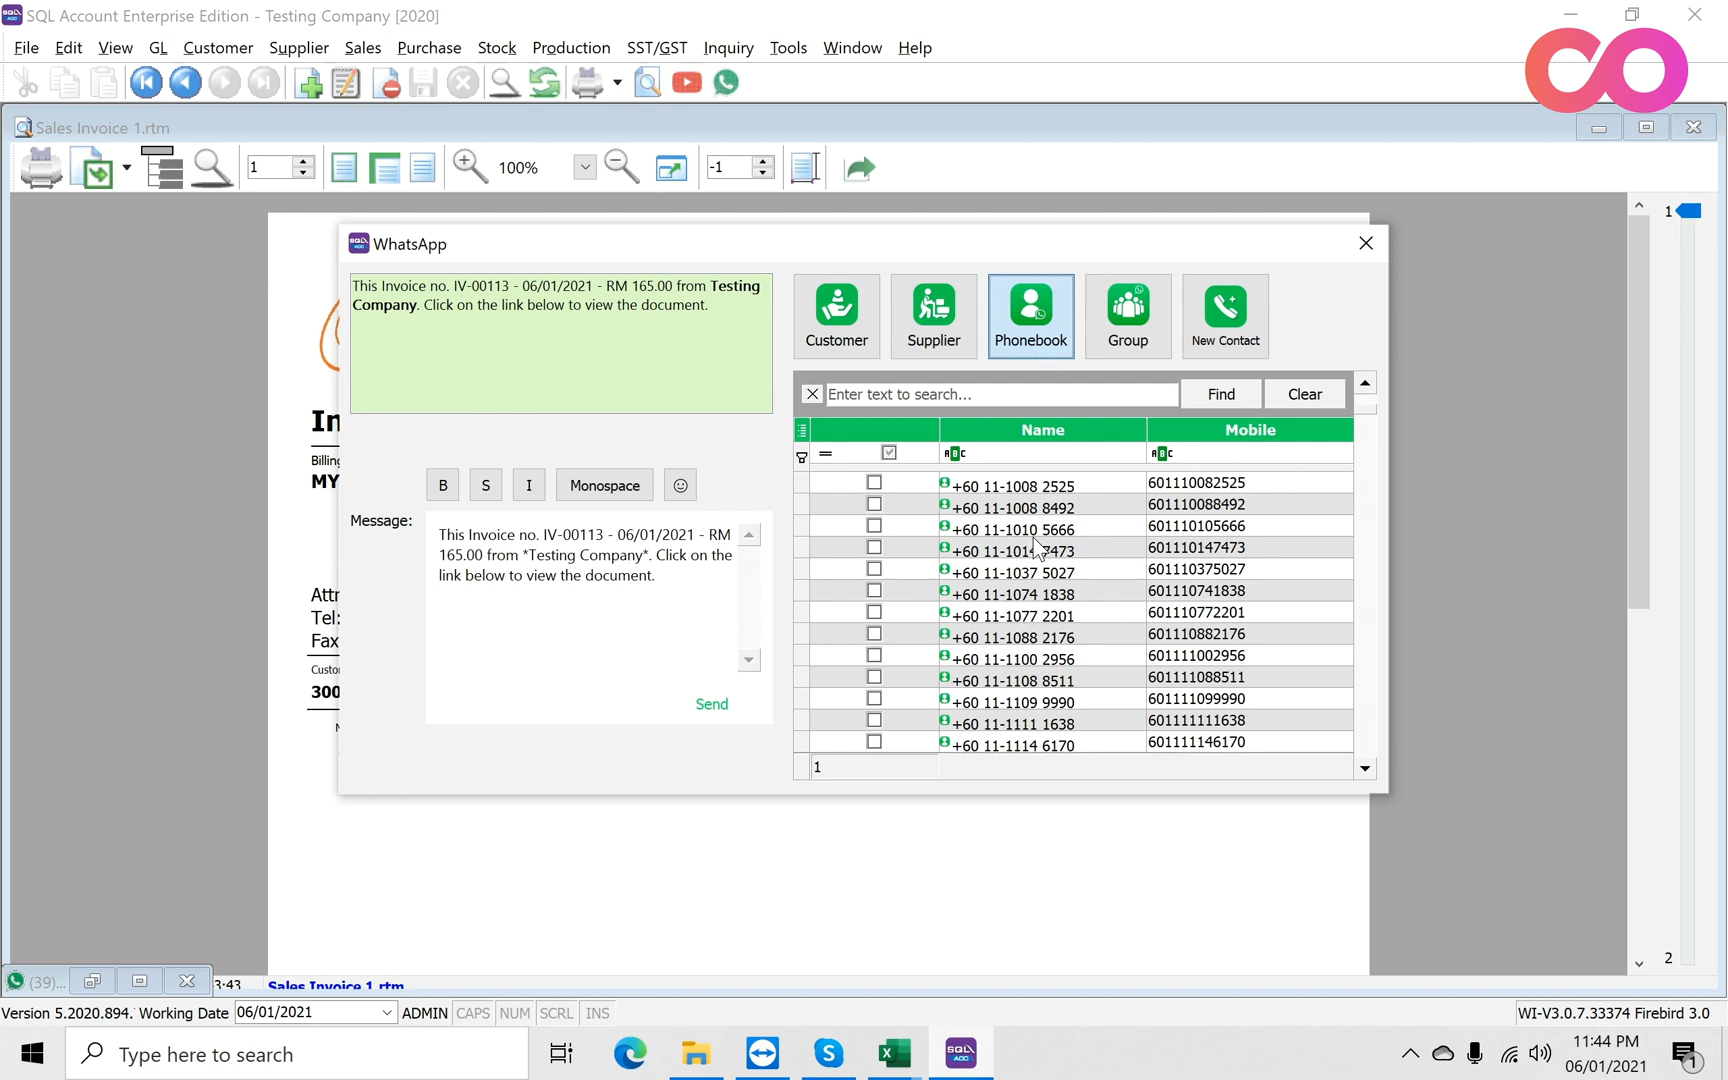 SQL Account Enterprise Edition - Testing Company [2020]
File Edit View GL Customer Supplier Sales Purchase Stock Production SST/GST Inquiry Tools Window Help
Sales Invoice 1.rtm
1 100% -1
1
WhatsApp
This Invoice no. IV-00113 - 06/01/2021 - RM 165.00 from Testing
Company. Click on the link below to view the document.
Customer Supplier Phonebook Group New Contact
Enter text to search... Find Clear
Name Mobile
In
Billing
MY
B S I Monospace
Message:
This Invoice no. IV-00113 - 06/01/2021 - RM
165.00 from *Testing Company*. Click on the
link below to view the document.
Send
+60 11-1008 2525 601110082525
+60 11-1008 8492 601110088492
+60 11-1010 5666 601110105666
+60 11-1014 7473 601110147473
+60 11-1037 5027 601110375027
+60 11-1074 1838 601110741838
+60 11-1077 2201 601110772201
+60 11-1088 2176 601110882176
+60 11-1100 2956 601111002956
+60 11-1108 8511 601111088511
+60 11-1109 9990 601111099990
+60 11-1111 1638 601111111638
+60 11-1114 6170 601111146170
1
Tel:
Fax
300
2
(39)... 3:43 Sales Invoice 1.rtm
Version 5.2020.894. Working Date 06/01/2021 ADMIN CAPS NUM SCRL INS WI-V3.0.7.33374 Firebird 3.0
Type here to search
11:44 PM
06/01/2021
1